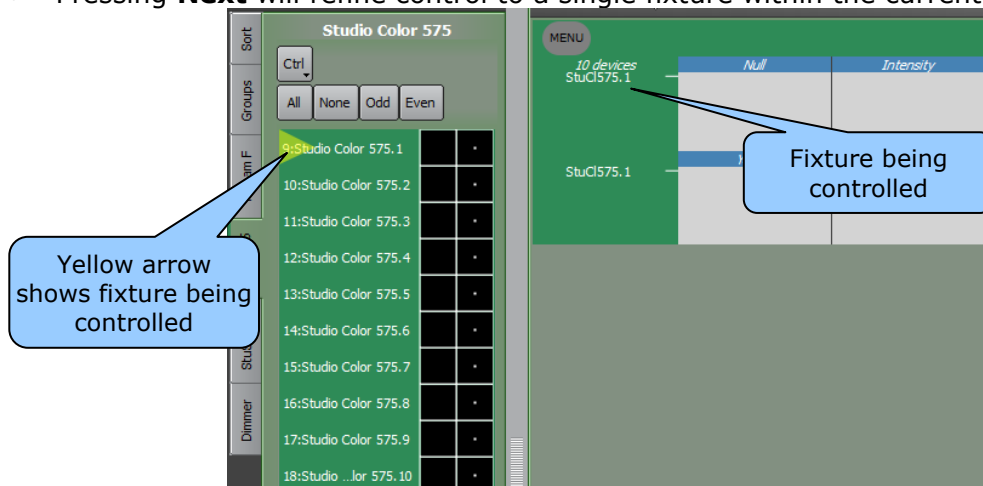 Pressing Next will refine control to a single fixture within the current
Sort
Groups
Dimmer
Studio Color 575
Ctrl
All None Odd Even
9:Studio Color 575.1
10:Studio Color 575.2
11:Studio Color 575.3
12:Studio Color 575.4
13:Studio Color 575.5
14:Studio Color 575.6
15:Studio Color 575.7
16:Studio Color 575.8
17:Studio Color 575.9
18:Studio ...lor 575.10
Yellow arrow
shows fixture being
controlled
MENU
10 devices
Null Intensity
StuCl575.1
StuCl575.1
Fixture being
controlled